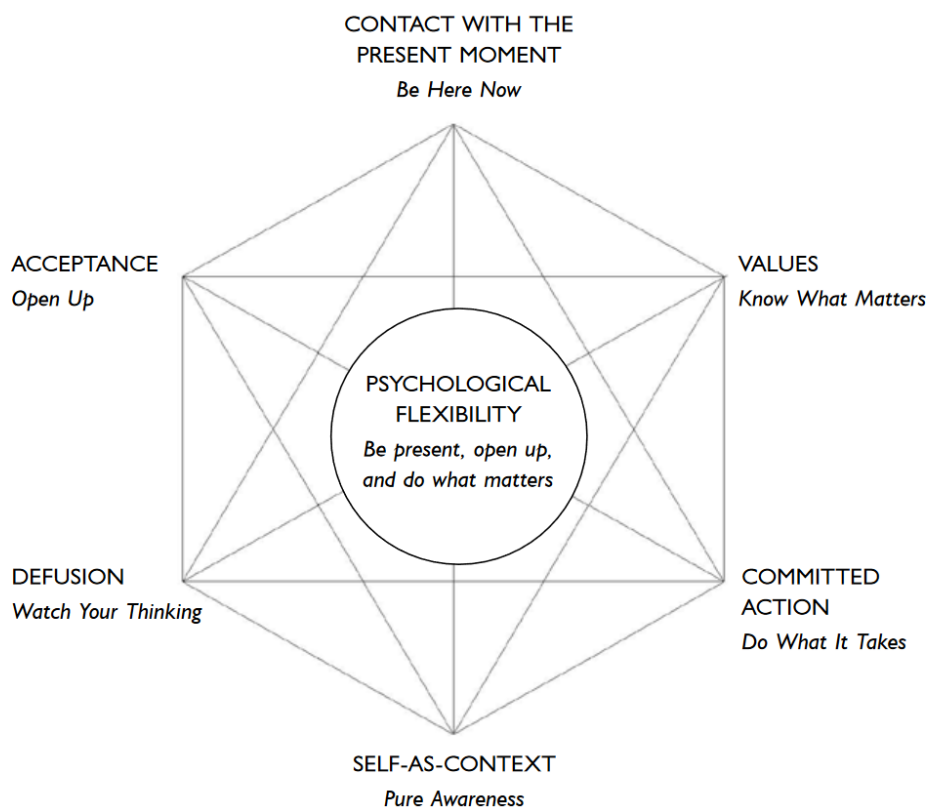 CONTACT WITH THE
PRESENT MOMENT
Be Here Now
ACCEPTANCE
Open Up
VALUES
Know What Matters
PSYCHOLOGICAL
FLEXIBILITY
Be present, open up,
and do what matters
DEFUSION
Watch Your Thinking
COMMITTED
ACTION
Do What It Takes
SELF-AS-CONTEXT
Pure Awareness